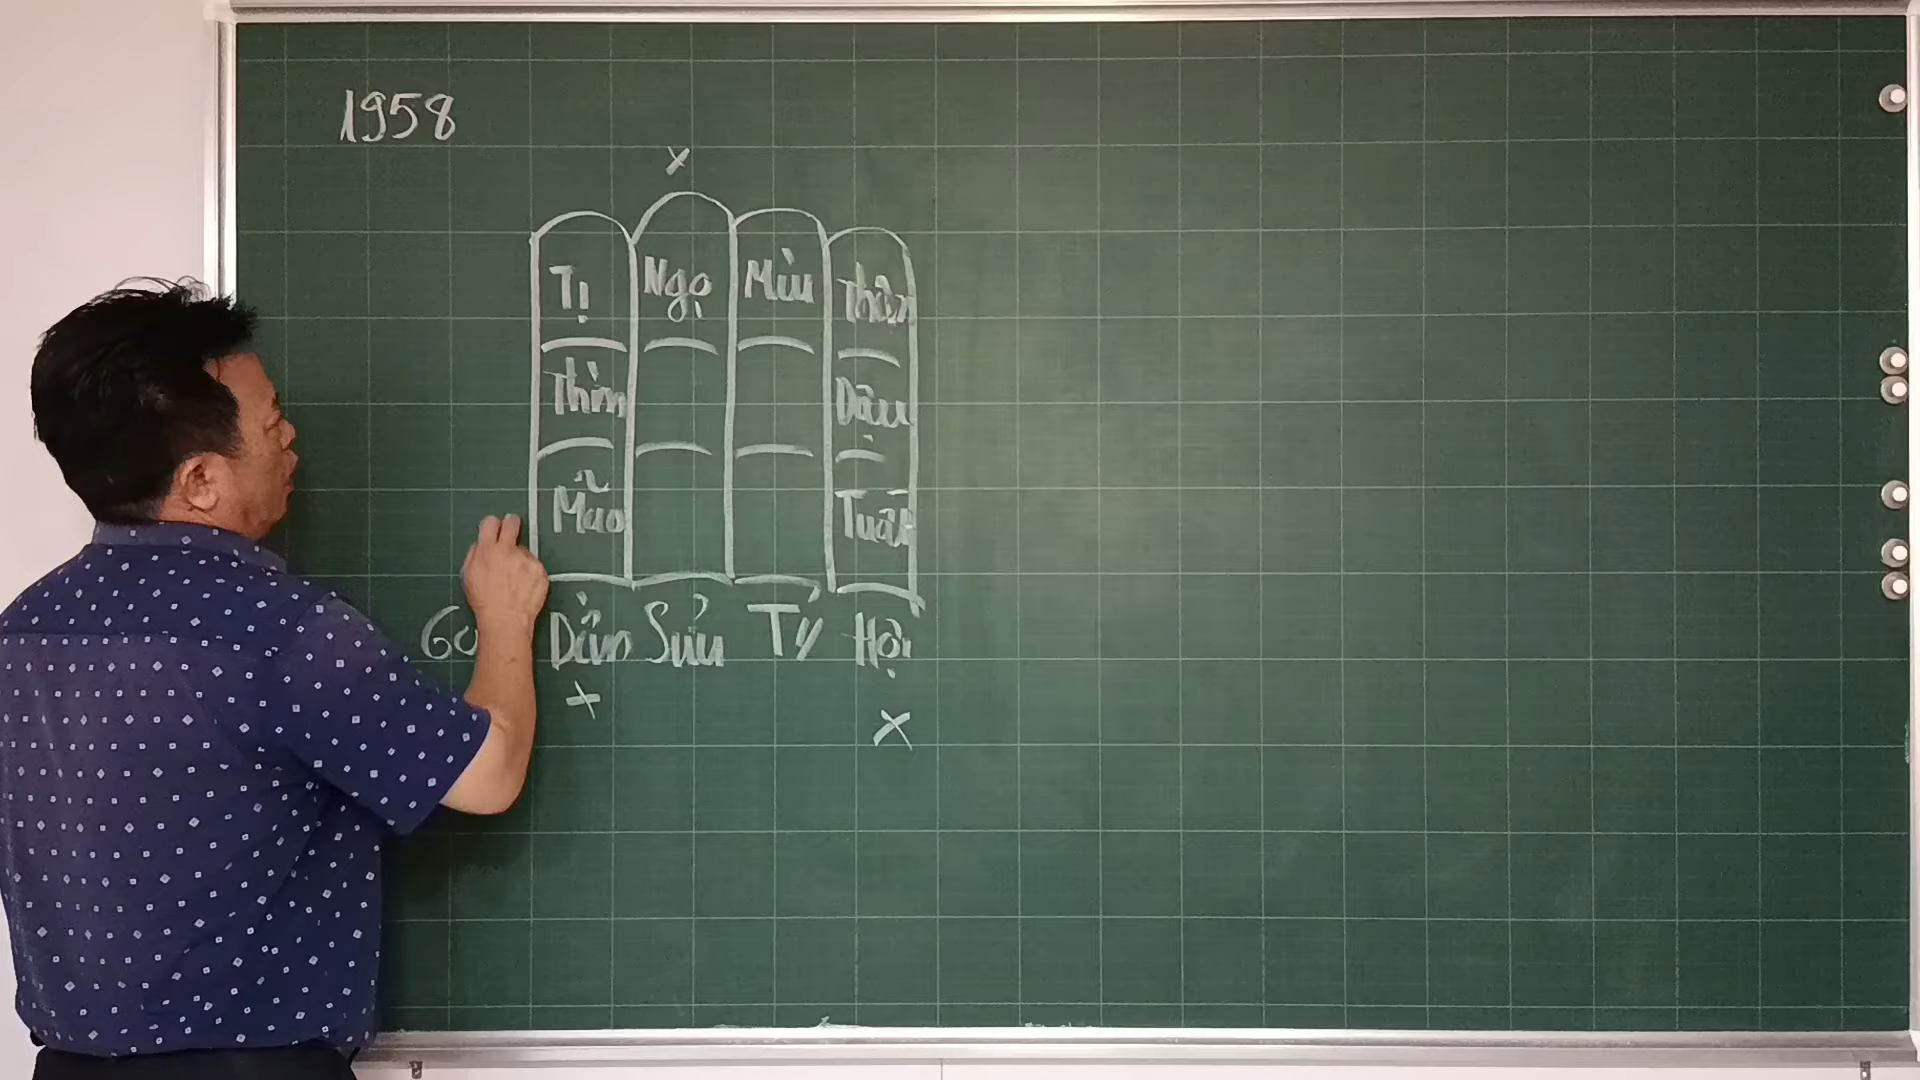 1958
x
Tị Ngọ Mùi Thân
Thìn Dậu
Mão Tuất
60 Dần Sửu Tý Hợi
+ x